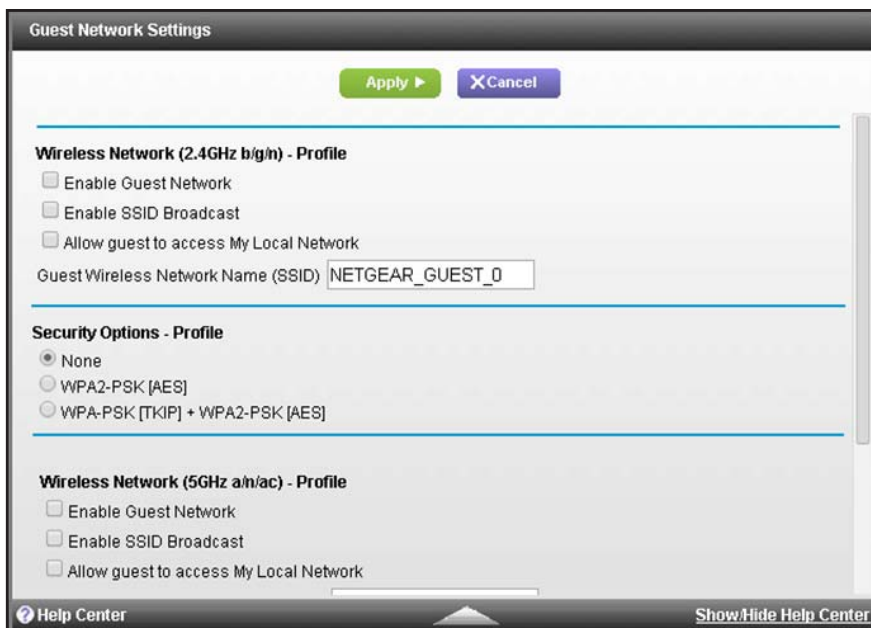 Guest Network Settings
Apply
Cancel
Wireless Network (2.4GHz b/g/n) - Profile
Enable Guest Network
Enable SSID Broadcast
Allow guest to access My Local Network
Guest Wireless Network Name (SSID) NETGEAR_GUEST_0
Security Options - Profile
None
WPA2-PSK [AES]
WPA-PSK [TKIP] + WPA2-PSK [AES]
Wireless Network (5GHz a/n/ac) - Profile
Enable Guest Network
Enable SSID Broadcast
Allow guest to access My Local Network
Help Center
Show/Hide Help Center